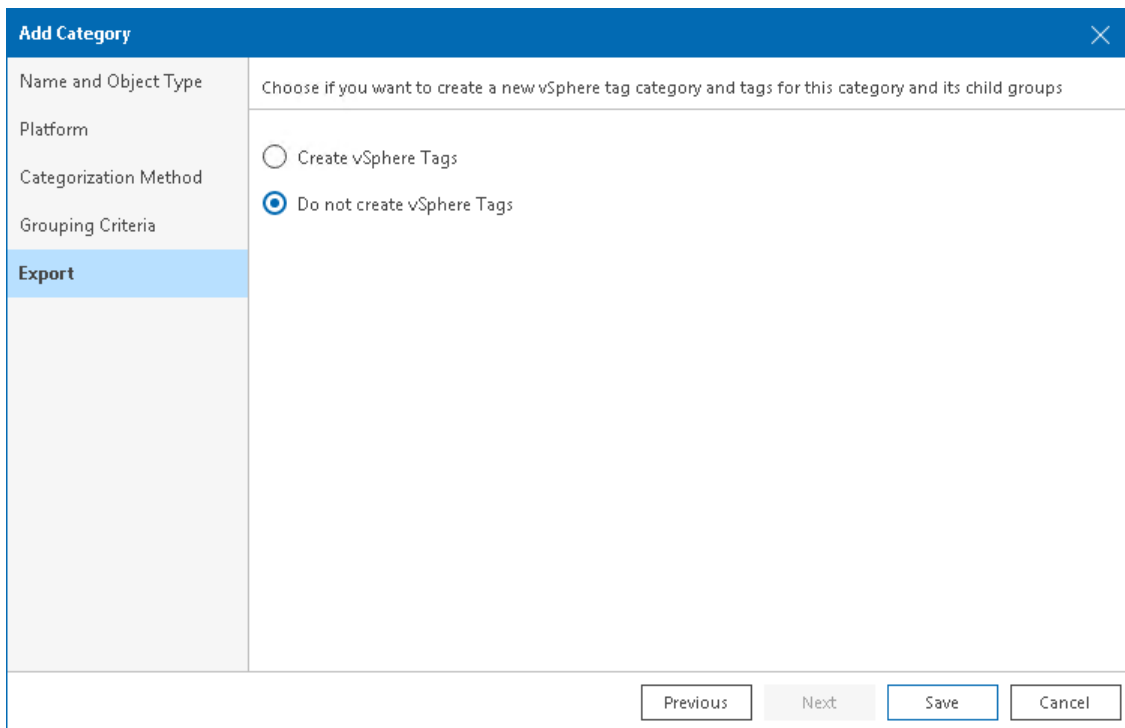 Add Category
Name and Object Type
Platform
Categorization Method
Grouping Criteria
Export
Choose if you want to create a new vSphere tag category and tags for this category and its child groups
Create vSphere Tags
Do not create vSphere Tags
Previous
Next
Save
Cancel